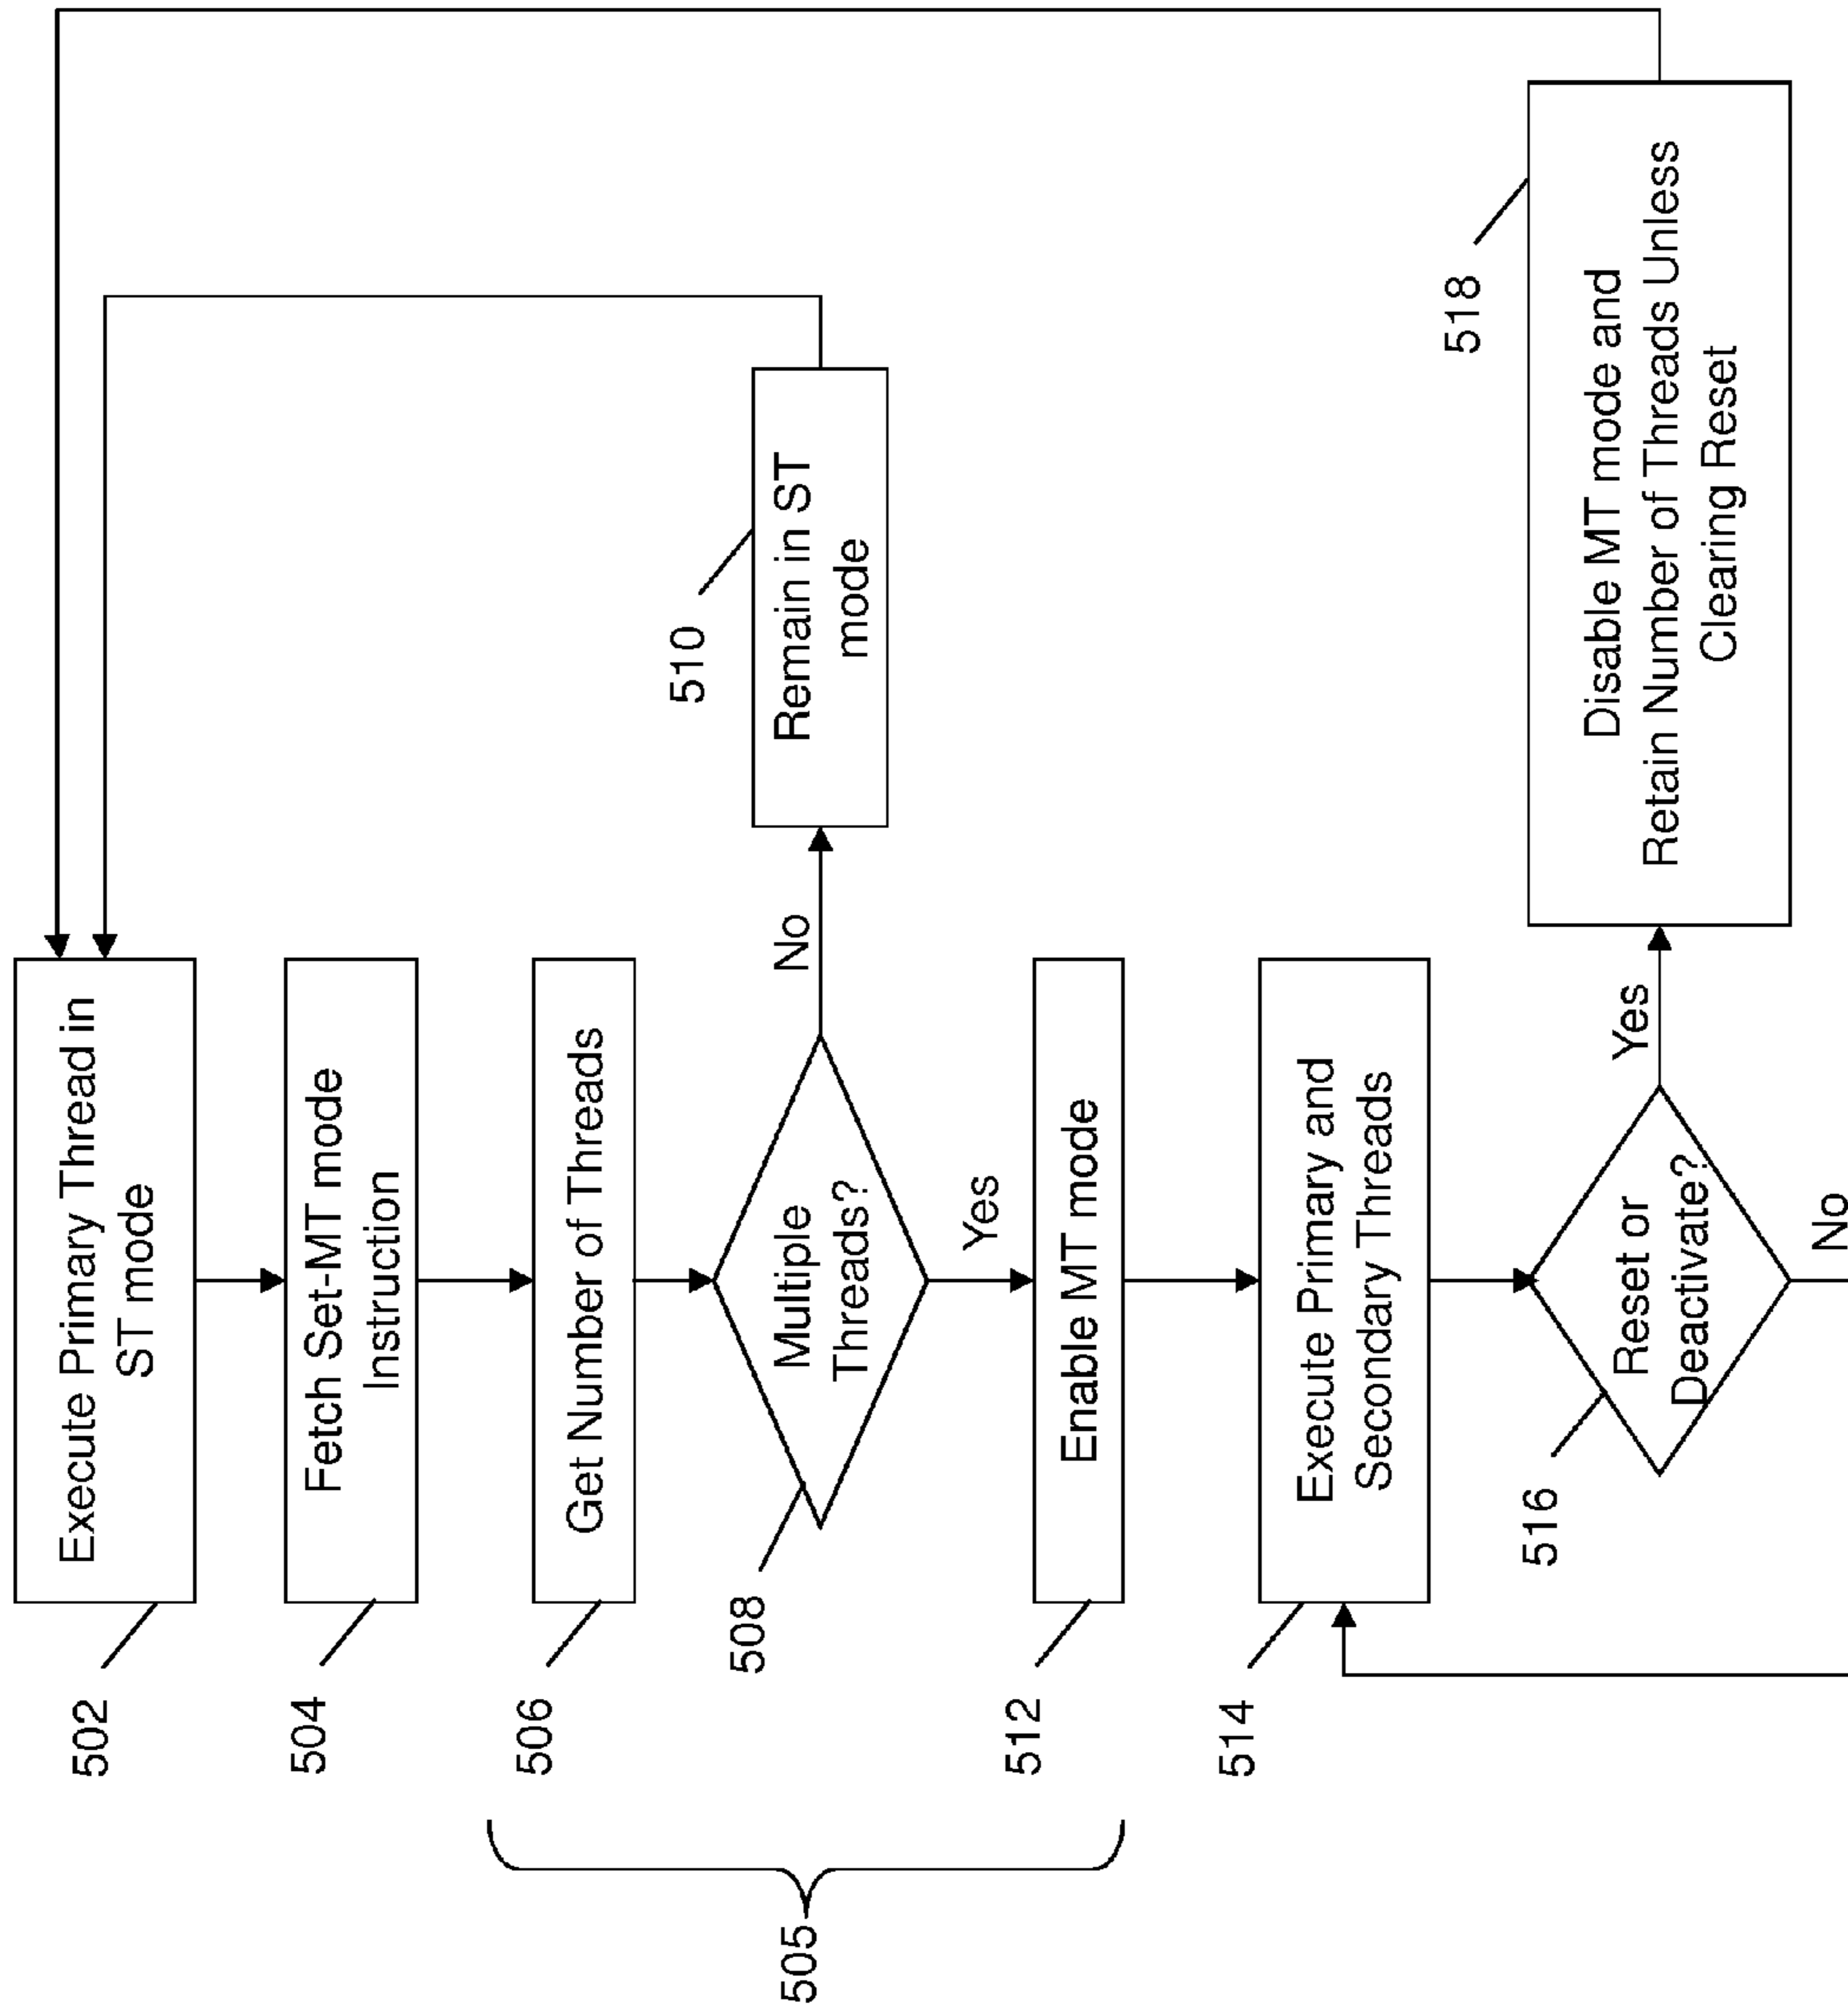 502
Execute Primary Thread in
ST mode
504
Fetch Set-MT mode
Instruction
505
506
Get Number of Threads
508
Multiple
Threads?
No
510
Remain in ST
mode
Yes
512
Enable MT mode
514
Execute Primary and
Secondary Threads
516
Reset or
Deactivate?
Yes
518
Disable MT mode and
Retain Number of Threads Unless
Clearing Reset
No